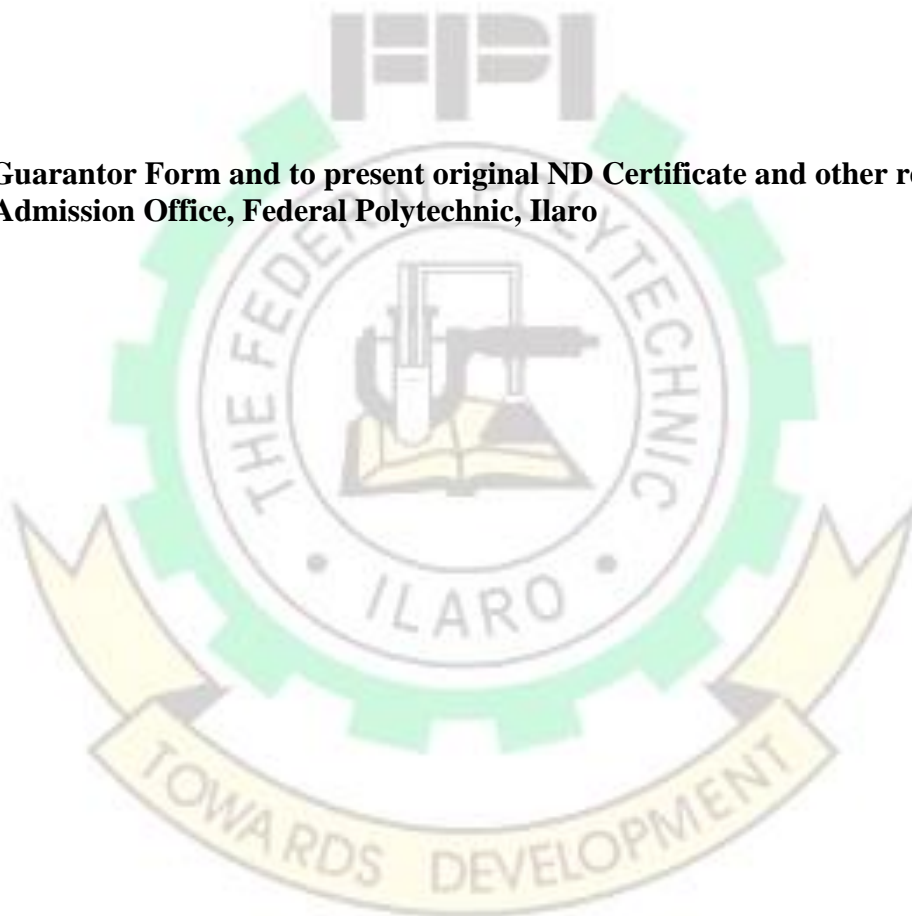 FPI
Guarantor Form and to present original ND Certificate and other
Admission Office, Federal Polytechnic, Ilaro
THE FEDERAL POLYTECHNIC
• ILARO •
TOWARDS DEVELOPMENT